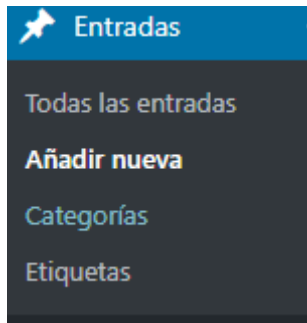 Entradas
Todas las entradas
Añadir nueva
Categorías
Etiquetas